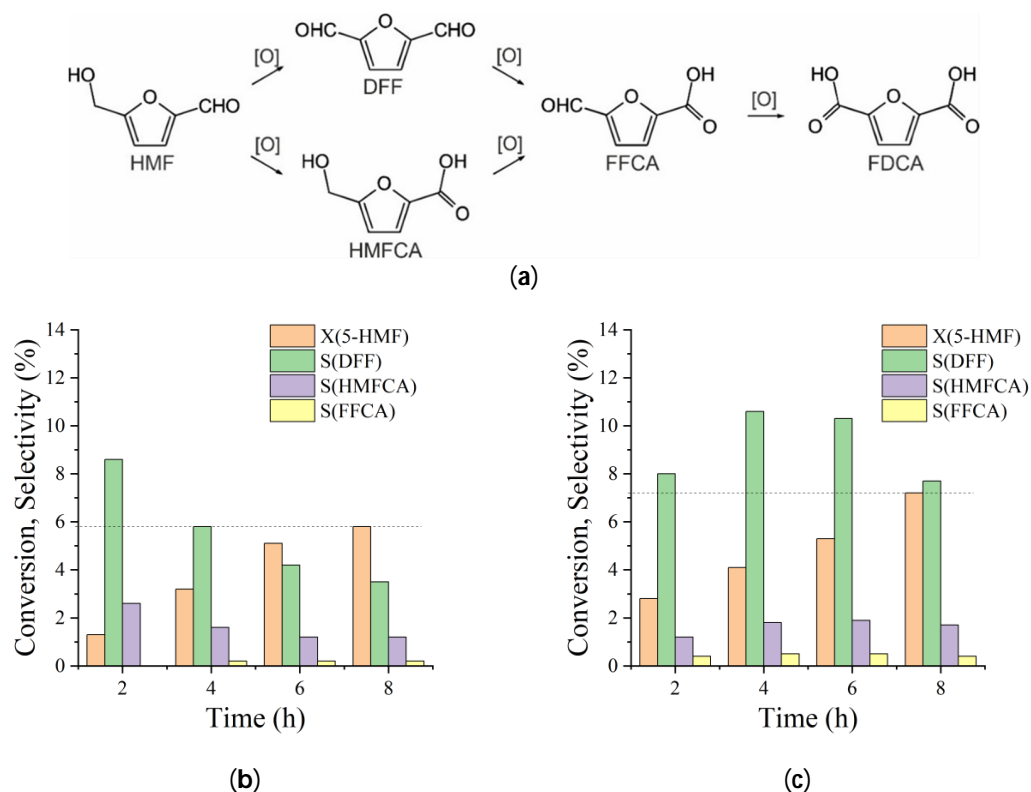 OHC O CHO
DFF
[O] [O]
HO O CHO
HMF
OHC O OH O
FFCA
[O]
HO O O OH O
FDCA
[O] [O]
HO O OH O
HMFCA
(a)
14
12
10
8
6
4
2
0
Conversion, Selectivity (%)
X(5-HMF)
S(DFF)
S(HMFCA)
S(FFCA)
2 4 6 8
Time (h)
(b)
14
12
10
8
6
4
2
0
Conversion, Selectivity (%)
X(5-HMF)
S(DFF)
S(HMFCA)
S(FFCA)
2 4 6 8
Time (h)
(c)